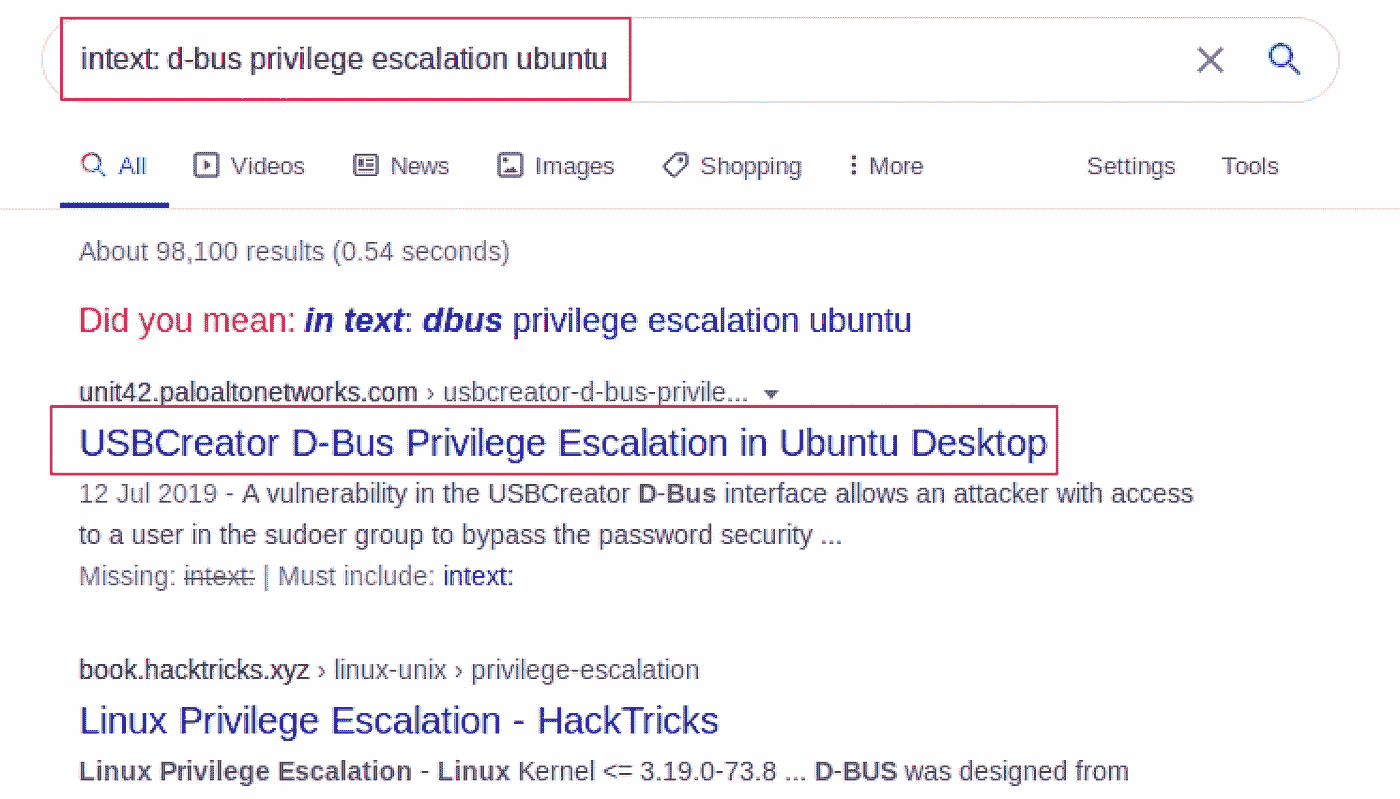 intext: d-bus privilege escalation ubuntu
All Videos News Images Shopping More Settings Tools
About 98,100 results (0.54 seconds)
Did you mean: in text: dbus privilege escalation ubuntu
unit42.paloaltonetworks.com › usbcreator-d-bus-privile...
USBCreator D-Bus Privilege Escalation in Ubuntu Desktop
12 Jul 2019 - A vulnerability in the USBCreator D-Bus interface allows an attacker with access
to a user in the sudoer group to bypass the password security ...
Missing: intext: | Must include: intext:
book.hacktricks.xyz › linux-unix › privilege-escalation
Linux Privilege Escalation - HackTricks
Linux Privilege Escalation - Linux Kernel <= 3.19.0-73.8 ... D-BUS was designed from